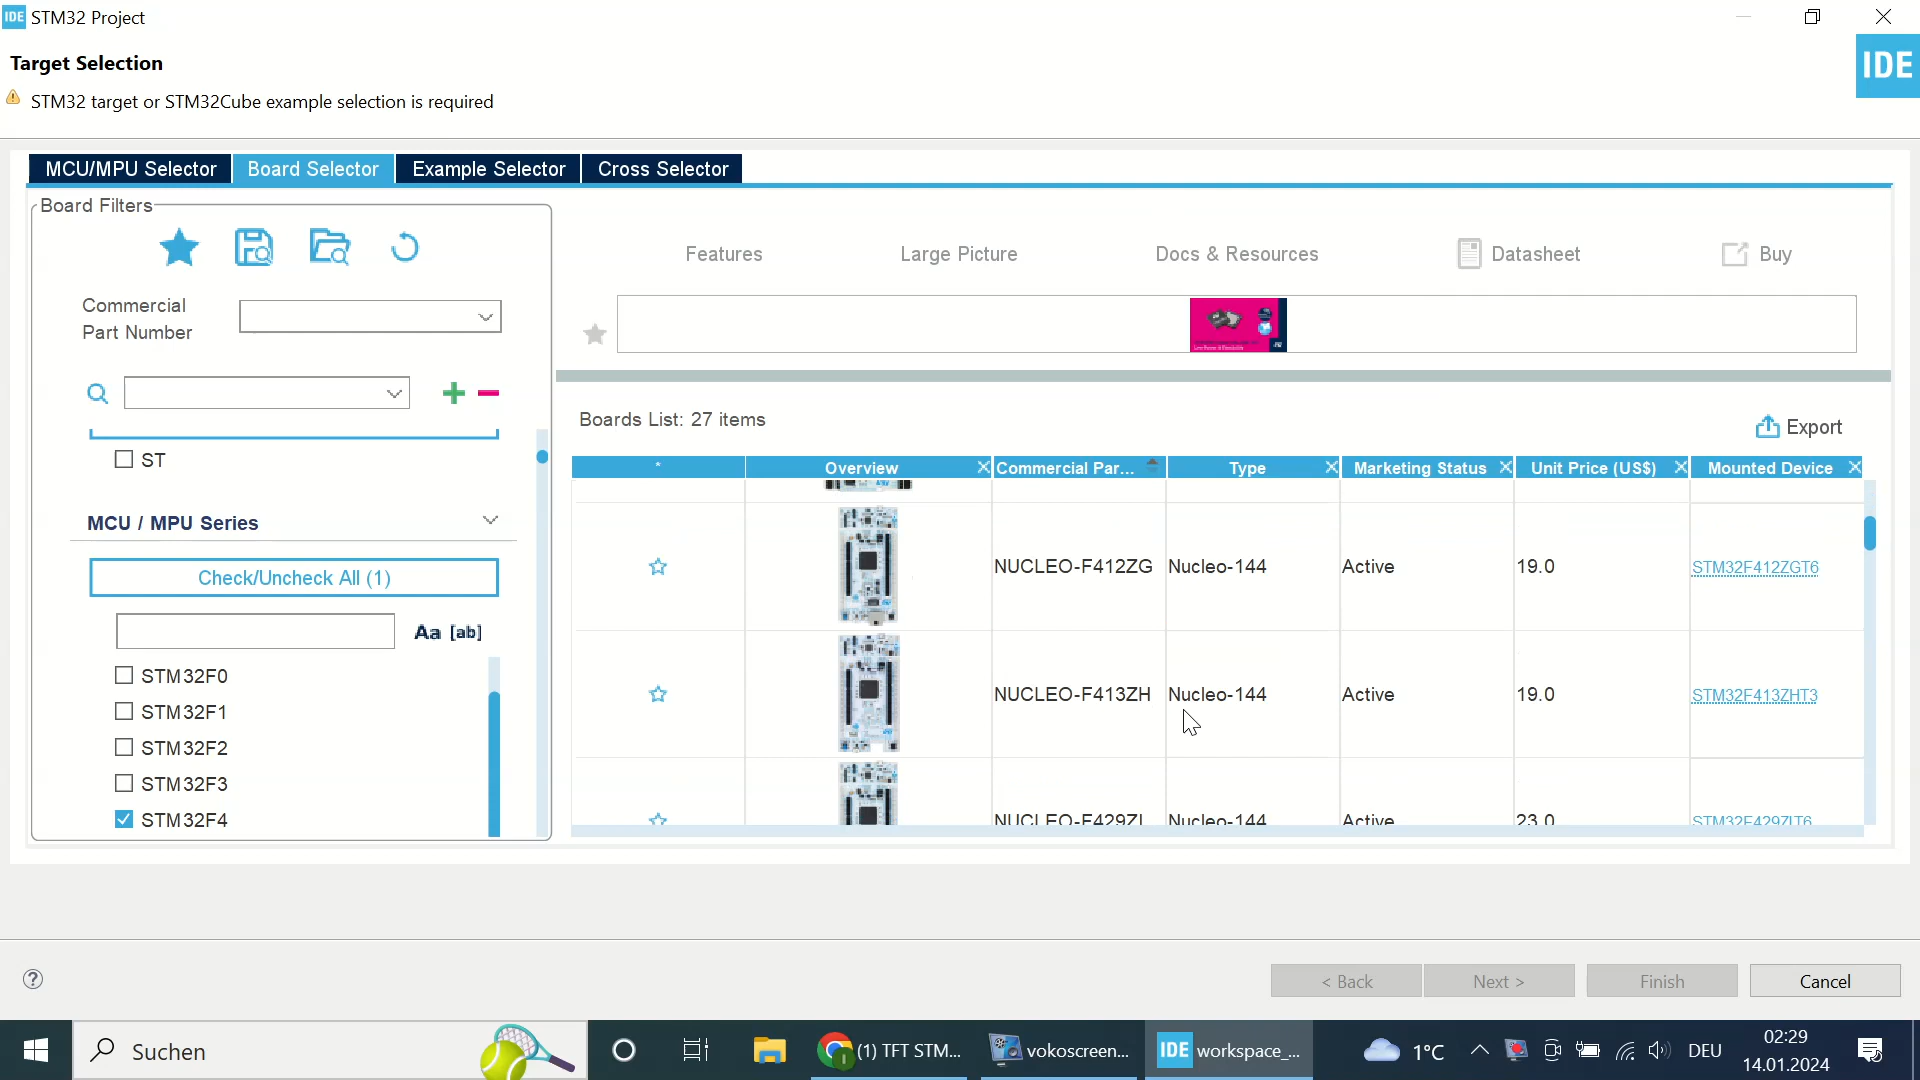 IDE STM32 Project
Target Selection
IDE
STM32 target or STM32Cube example selection is required
MCU/MPU Selector Board Selector Example Selector Cross Selector
Board Filters
Features Large Picture Docs & Resources Datasheet Buy
Commercial
Part Number
Boards List: 27 items
Export
* Overview Commercial Par... Type Marketing Status Unit Price (US$) Mounted Device
ST
MCU / MPU Series
NUCLEO-F412ZG Nucleo-144 Active 19.0 STM32F412ZGT6
Check/Uncheck All (1)
Aa [ab]
STM32F0
NUCLEO-F413ZH Nucleo-144 Active 19.0 STM32F413ZHT3
STM32F1
STM32F2
STM32F3
STM32F4
NUCLEO-F429ZI Nucleo-144 Active 23.0 STM32F429ZIT6
< Back Next > Finish Cancel
Suchen
(1) TFT STM...
vokoscreen...
IDE workspace_...
1°C
DEU
02:29
14.01.2024